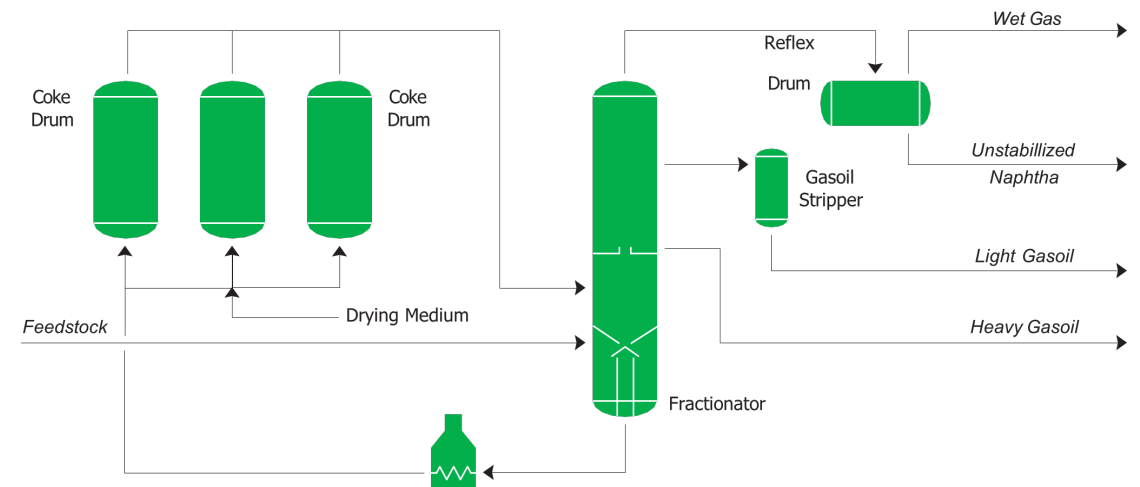 Wet Gas
Reflex
Drum
Coke
Drum
Coke
Drum
Unstabillized
Naphtha
Gasoil
Stripper
Light Gasoil
Drying Medium
Feedstock
Heavy Gasoil
Fractionator